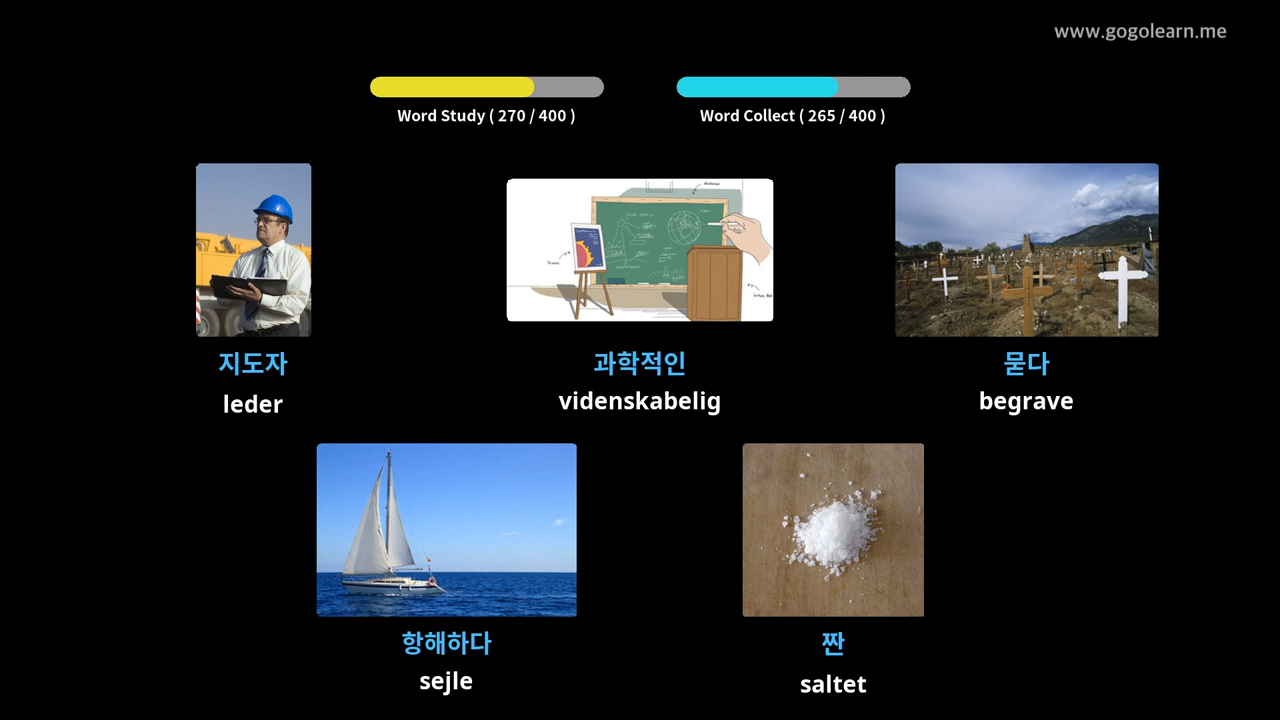 www.gogolearn.me
Word Study ( 270 / 400 )
Word Collect ( 265 / 400 )
지도자
leder
과학적인
videnskabelig
묻다
begrave
항해하다
sejle
짠
saltet